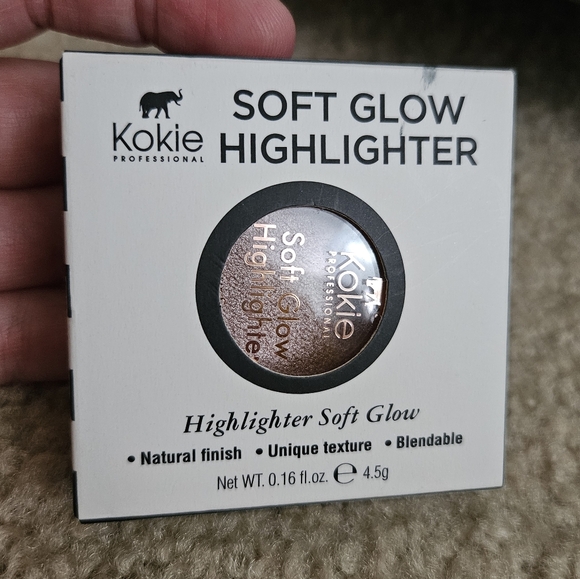 Kokie
PROFESSIONAL
SOFT GLOW
HIGHLIGHTER
Kokie
PROFESSIONAL
Soft Glow
Highlighte
Highlighter Soft Glow
• Natural finish • Unique texture • Blendable
Net WT. 0.16 fl.oz. ℮ 4.5g